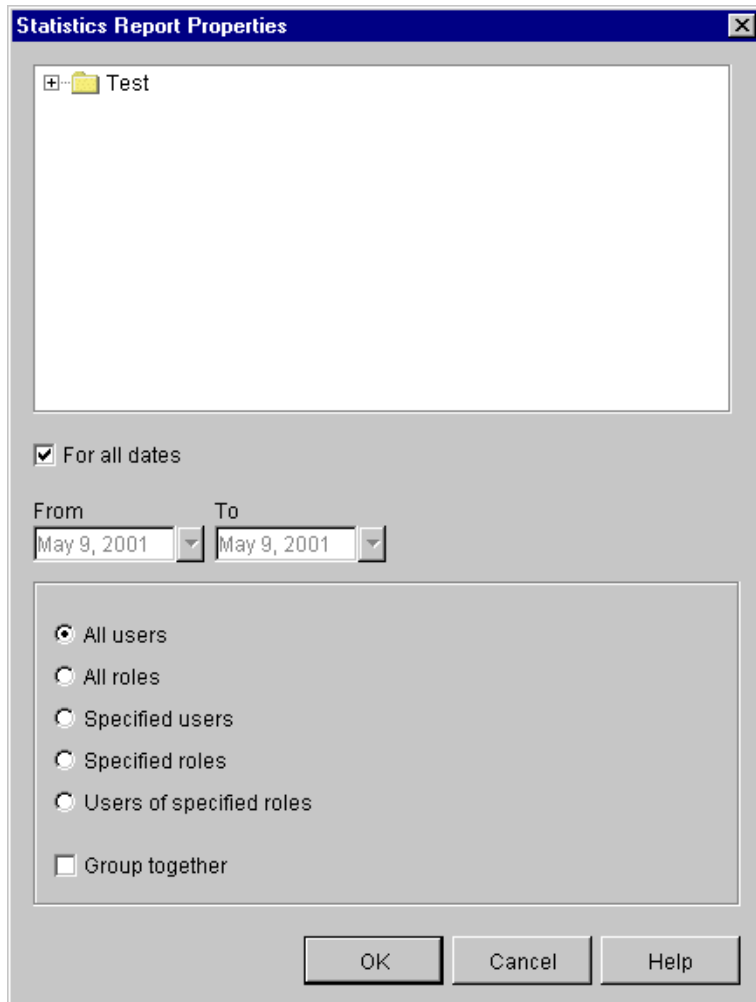 Statistics Report Properties
Test
For all dates
From To
May 9, 2001 May 9, 2001
All users
All roles
Specified users
Specified roles
Users of specified roles
Group together
OK Cancel Help